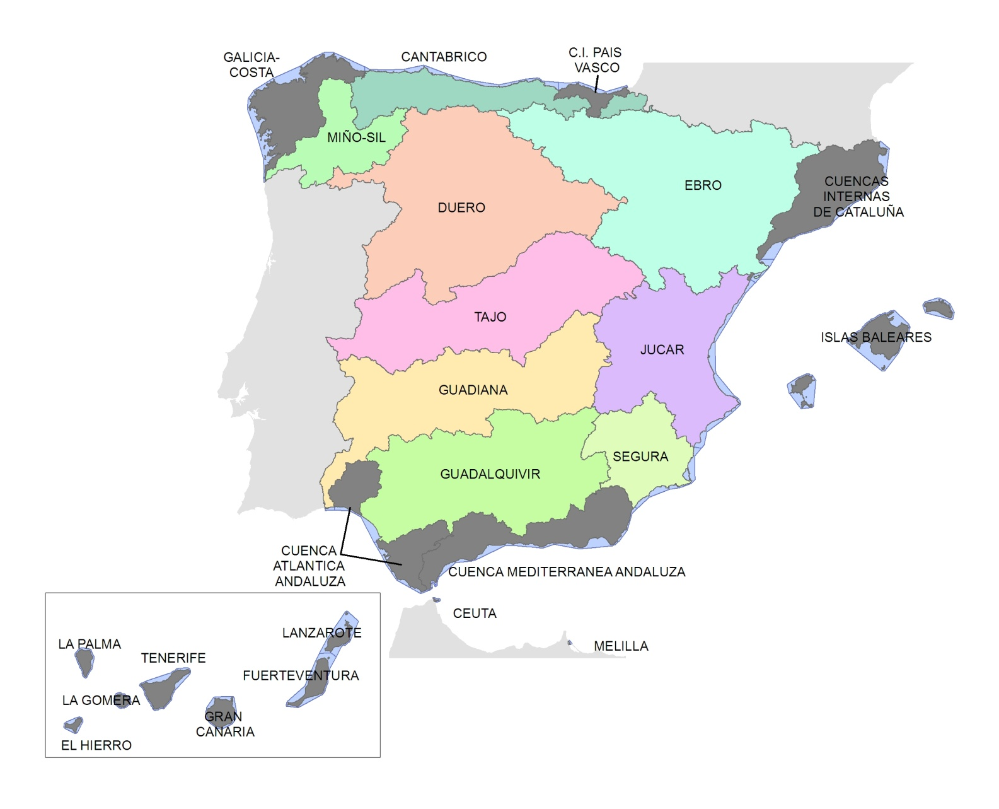 GALICIA-
COSTA
CANTABRICO
C.I. PAIS
VASCO
MIÑO-SIL
EBRO
CUENCAS
INTERNAS
DE CATALUÑA
DUERO
TAJO
ISLAS BALEARES
JUCAR
GUADIANA
SEGURA
GUADALQUIVIR
CUENCA
ATLANTICA
ANDALUZA
CUENCA MEDITERRANEA ANDALUZA
CEUTA
MELILLA
LANZAROTE
LA PALMA
TENERIFE
FUERTEVENTURA
LA GOMERA
GRAN
CANARIA
EL HIERRO